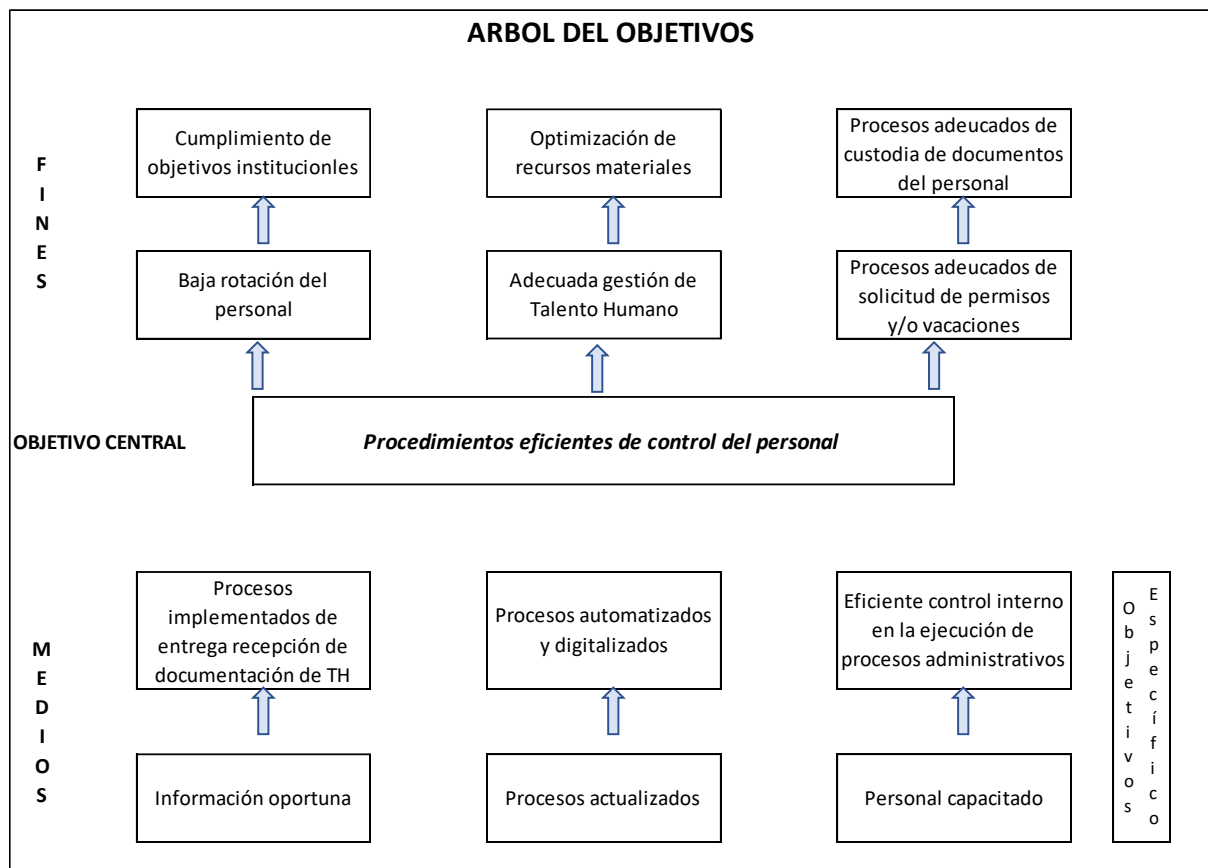 ARBOL DEL OBJETIVOS
FINES
Cumplimiento de
objetivos institucionles
Optimización de
recursos materiales
Procesos adeucados de
custodia de documentos
del personal
Baja rotación del
personal
Adecuada gestión de
Talento Humano
Procesos adeucados de
solicitud de permisos
y/o vacaciones
OBJETIVO CENTRAL
Procedimientos eficientes de control del personal
MEDIOS
Procesos
implementados de
entrega recepción de
documentación de TH
Procesos automatizados
y digitalizados
Eficiente control interno
en la ejecución de
procesos administrativos
Objetivos
Específico
Información oportuna
Procesos actualizados
Personal capacitado